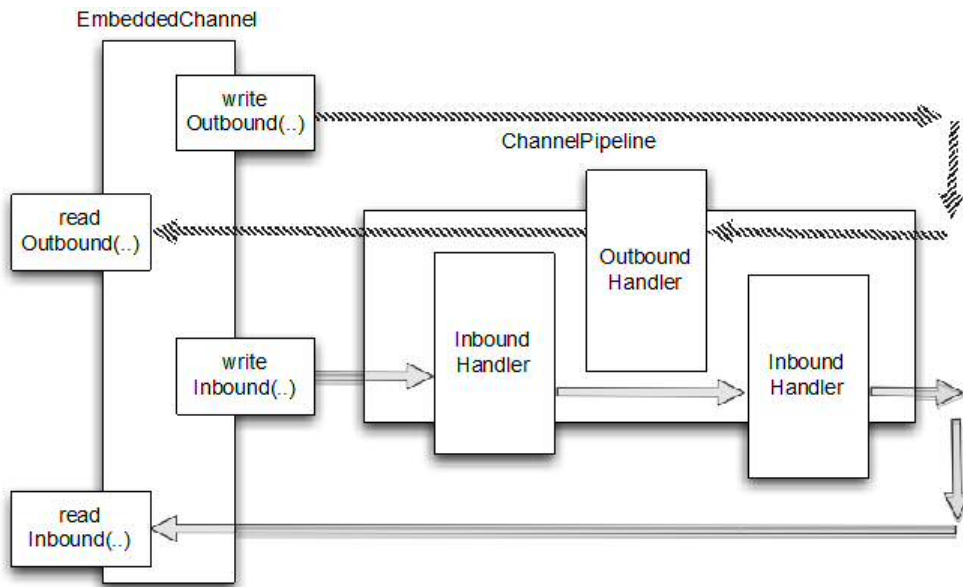 EmbeddedChannel
write
Outbound(..)
ChannelPipeline
read
Outbound(..)
Outbound
Handler
Inbound
Handler
write
Inbound(..)
Inbound
Handler
read
Inbound(..)